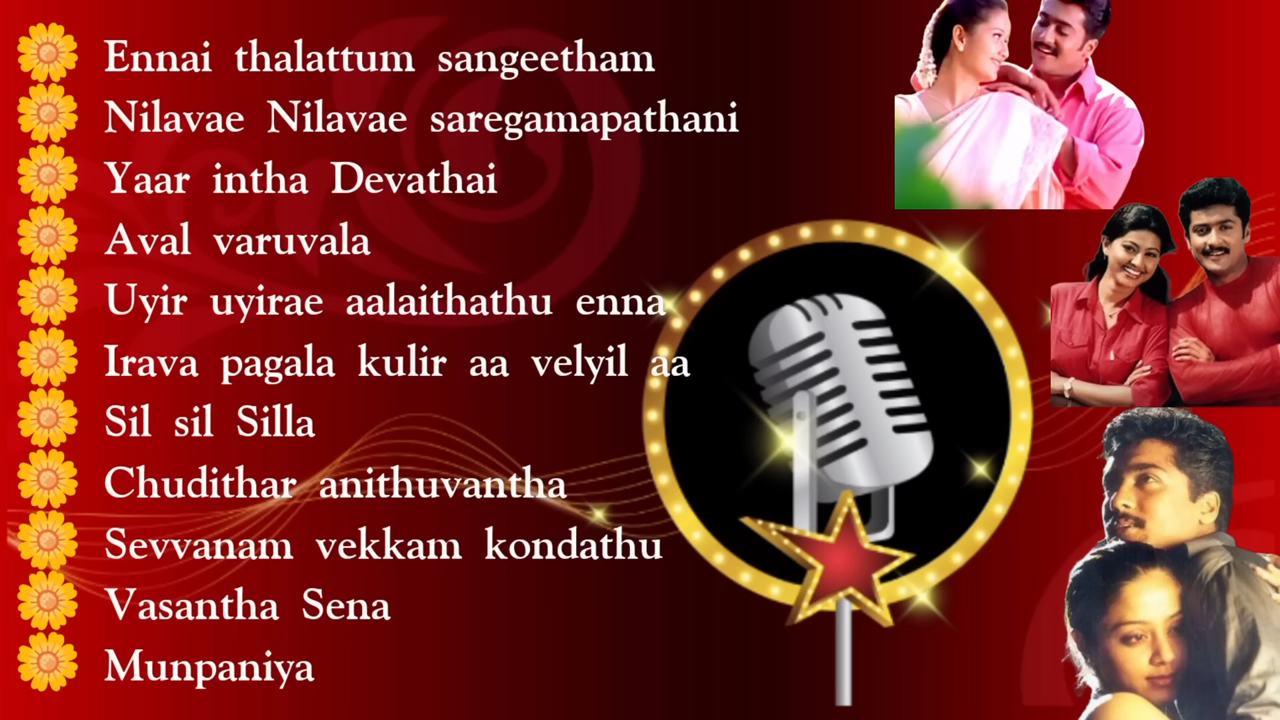 Ennai thalattum sangeetham
Nilavae Nilavae saregamapathani
Yaar intha Devathai
Aval varuvala
Uyir uyirae aalaithathu enna
Irava pagala kulir aa velyil aa
Sil sil Silla
Chudithar anithuvantha
Sevvanam vekkam kondathu
Vasantha Sena
Munpaniya